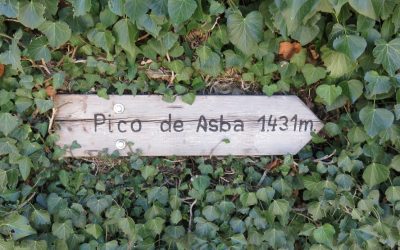 Pico de Asba 1431m.